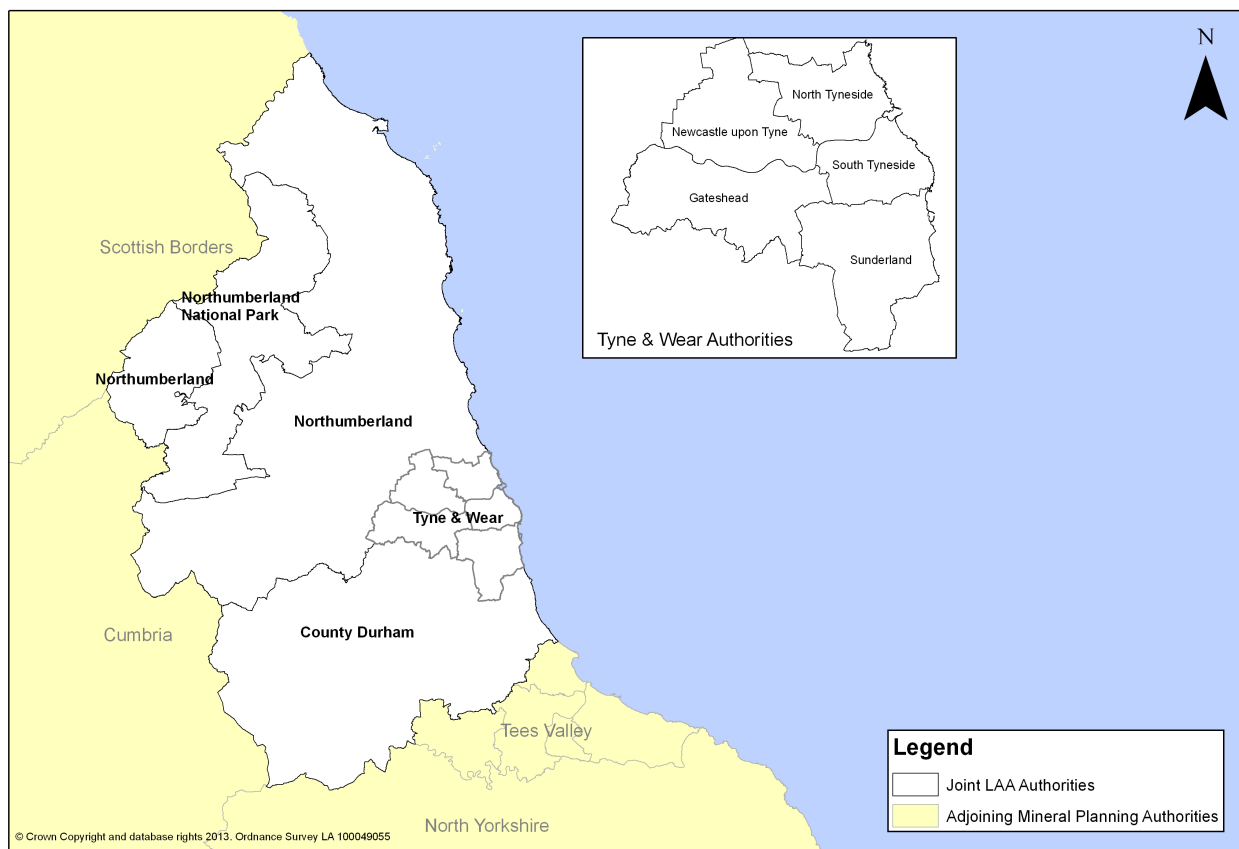 N
North Tyneside
Newcastle upon Tyne
South Tyneside
Gateshead
Sunderland
Tyne & Wear Authorities
Scottish Borders
Northumberland
National Park
Northumberland
Northumberland
Tyne & Wear
County Durham
Cumbria
Tees Valley
North Yorkshire
Legend
Joint LAA Authorities
Adjoining Mineral Planning Authorities
© Crown Copyright and database rights 2013. Ordnance Survey LA 100049055